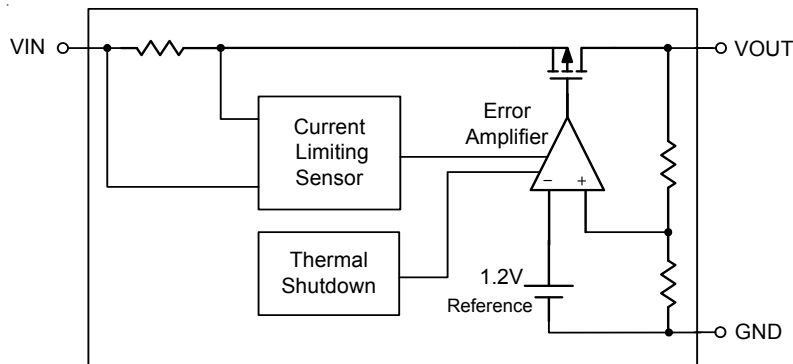 VIN
VOUT
Error
Amplifier
Current
Limiting
Sensor
− +
Thermal
Shutdown
1.2V
Reference
GND